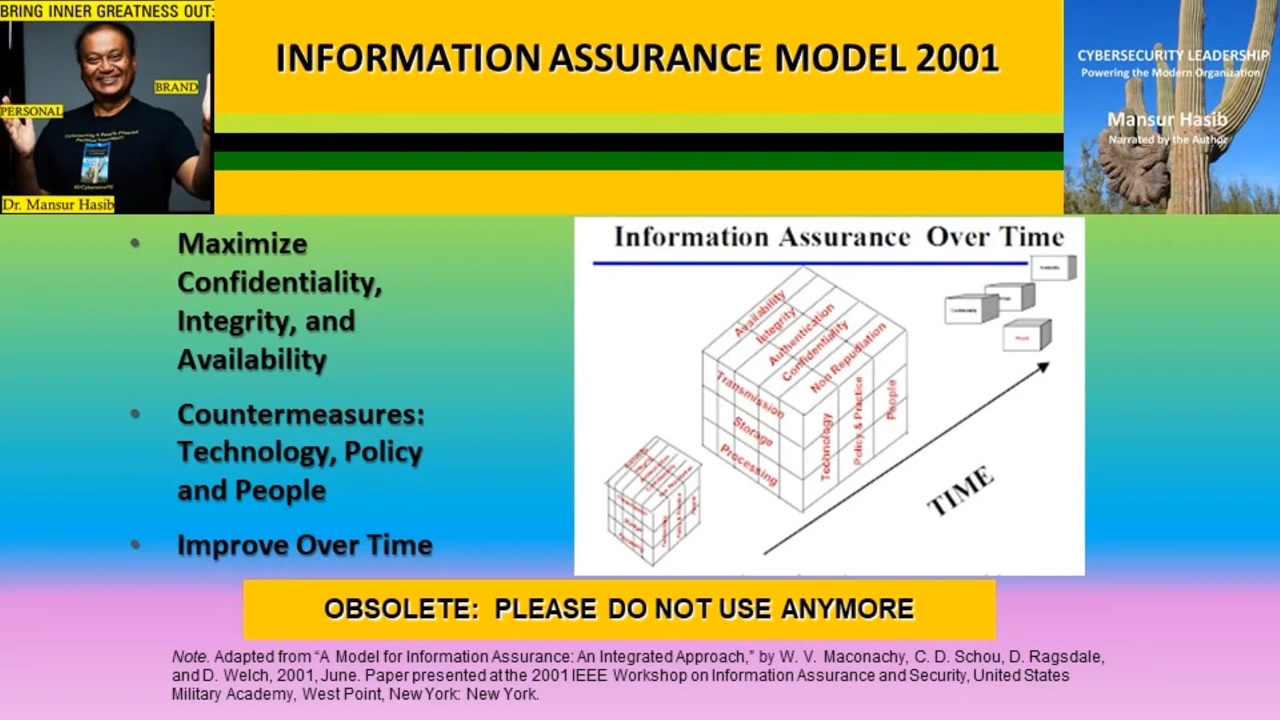 BRING INNER GREATNESS OUT:
PERSONAL
BRAND
Dr. Mansur Hasib
INFORMATION ASSURANCE MODEL 2001
CYBERSECURITY LEADERSHIP
Powering the Modern Organization
Mansur Hasib
Narrated by the Author
• Maximize
Confidentiality,
Integrity, and
Availability
• Countermeasures:
Technology, Policy
and People
• Improve Over Time
Information Assurance Over Time
Availability
Integrity
Authentication
Confidentiality
Non Repudiation
Transmission
Storage
Processing
Technology
Policy & Practice
People
TIME
OBSOLETE: PLEASE DO NOT USE ANYMORE
Note. Adapted from “A Model for Information Assurance: An Integrated Approach,” by W. V. Maconachy, C. D. Schou, D. Ragsdale,
and D. Welch, 2001, June. Paper presented at the 2001 IEEE Workshop on Information Assurance and Security, United States
Military Academy, West Point, New York: New York.